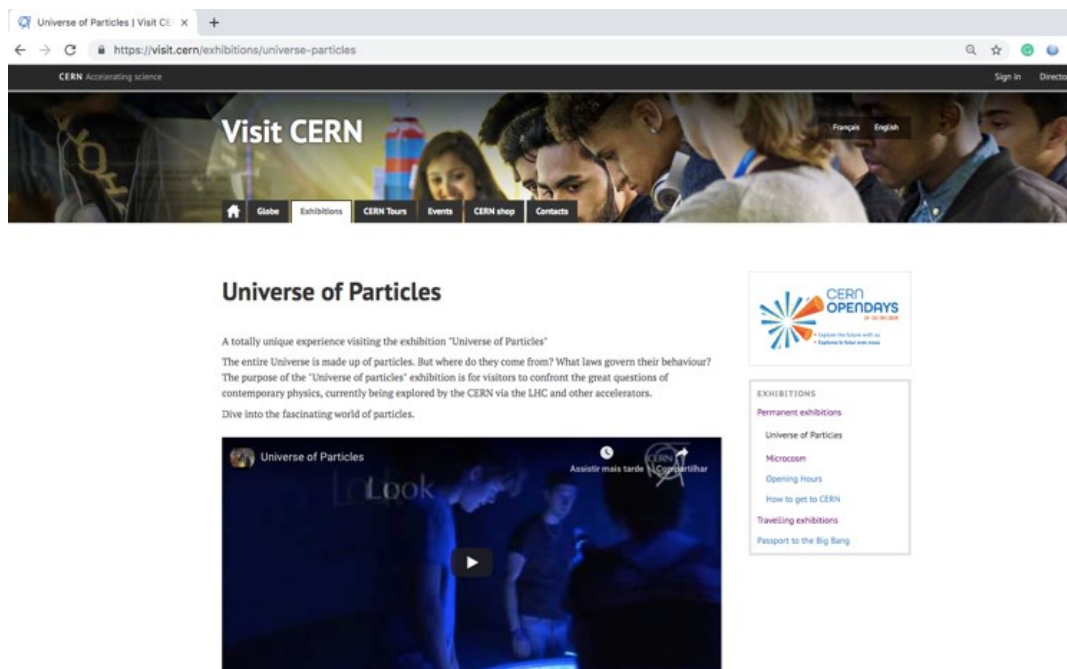 Universe of Particles | Visit CE
https://visit.cern/exhibitions/universe-particles
CERN Accelerating science
Sign in
Directo
Visit CERN
Français English
Globe Exhibitions CERN Tours Events CERN shop Contacts
Universe of Particles
A totally unique experience visiting the exhibition "Universe of Particles"
The entire Universe is made up of particles. But where do they come from? What laws govern their behaviour?
The purpose of the "Universe of particles" exhibition is for visitors to confront the great questions of
contemporary physics, currently being explored by the CERN via the LHC and other accelerators.
Dive into the fascinating world of particles.
Universe of Particles
Assistir mais tarde
Compartilhar
CERN
Look
CERN
OPENDAYS
Explore the future with us
EXHIBITIONS
Permanent exhibitions
Universe of Particles
Microcosm
Opening Hours
How to get to CERN
Travelling exhibitions
Passport to the Big Bang